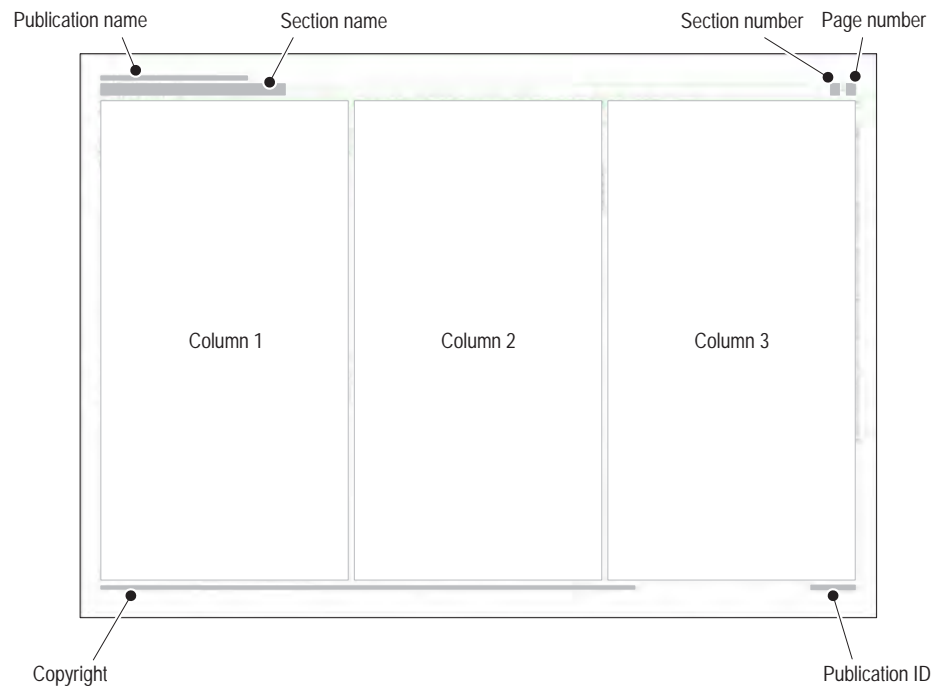 Publication name
Section name
Section number
Page number
Column 1
Column 2
Column 3
Copyright
Publication ID